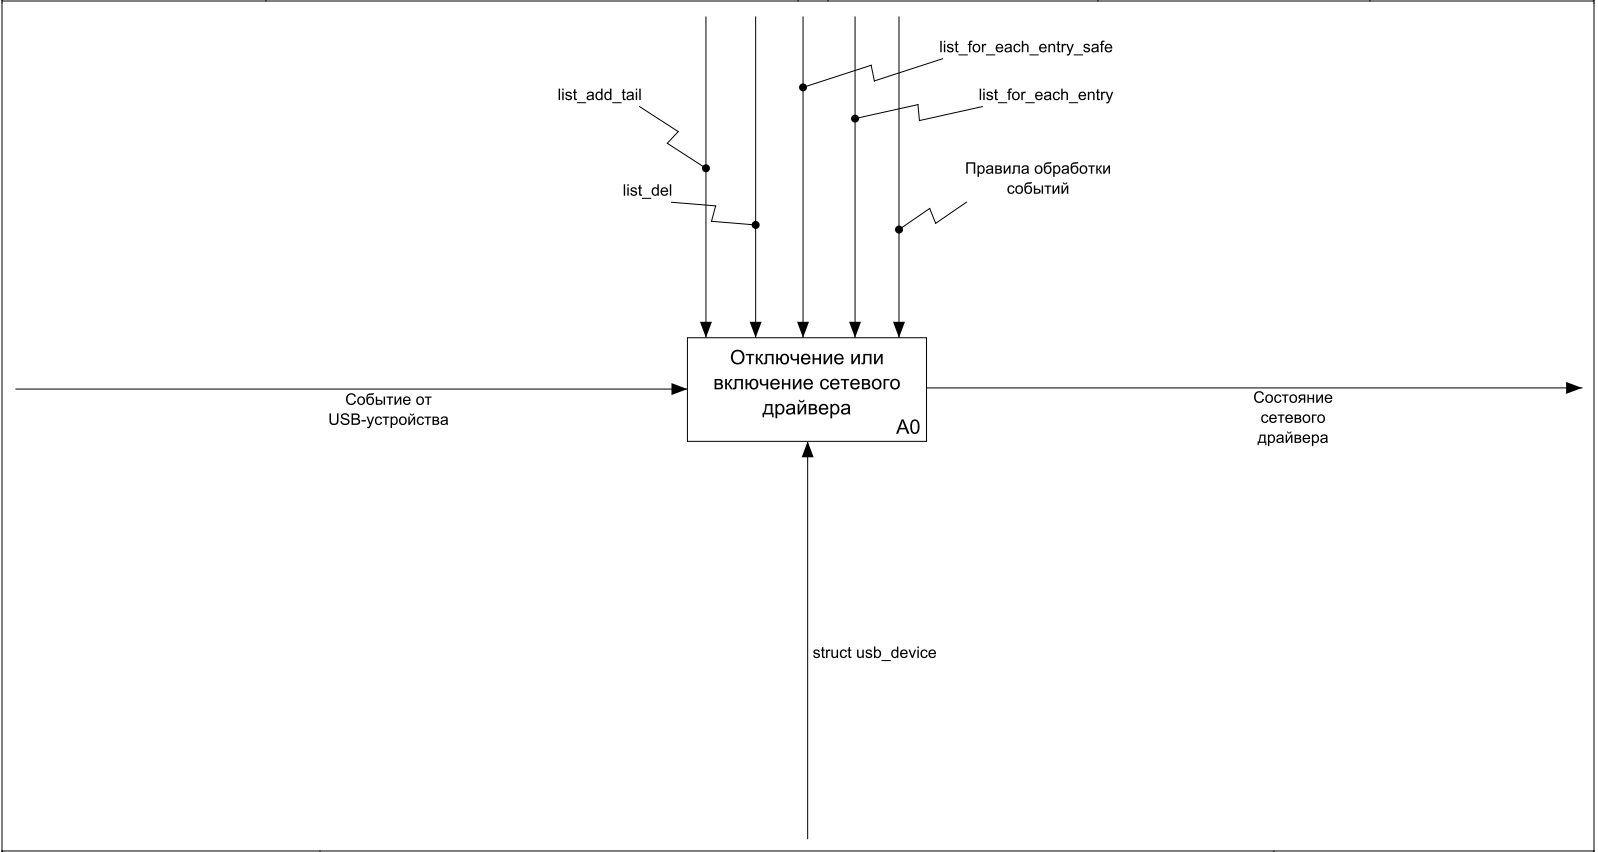 list_for_each_entry_safe
list_add_tail
list_for_each_entry
Правила обработки
событий
list_del
Отключение или
включение сетевого
драйвера
A0
Событие от
USB-устройства
Состояние
сетевого
драйвера
struct usb_device